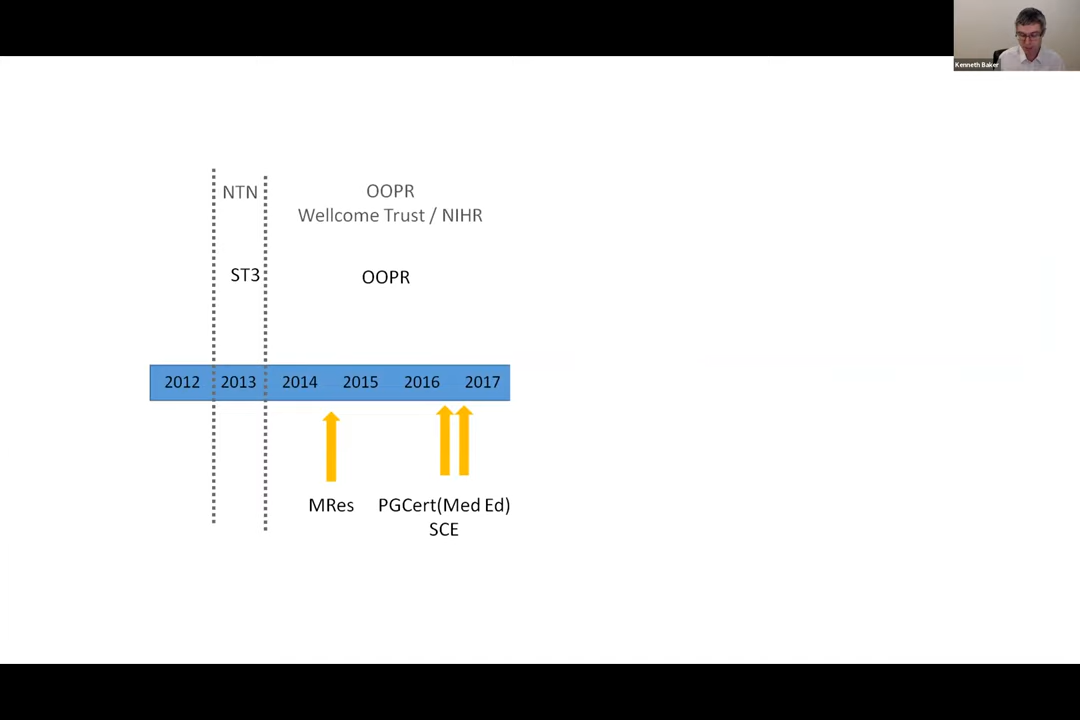 Kenneth Baker
NTN
OOPR
Wellcome Trust / NIHR
ST3
OOPR
2012 2013 2014 2015 2016 2017
MRes
PGCert(Med Ed)
SCE